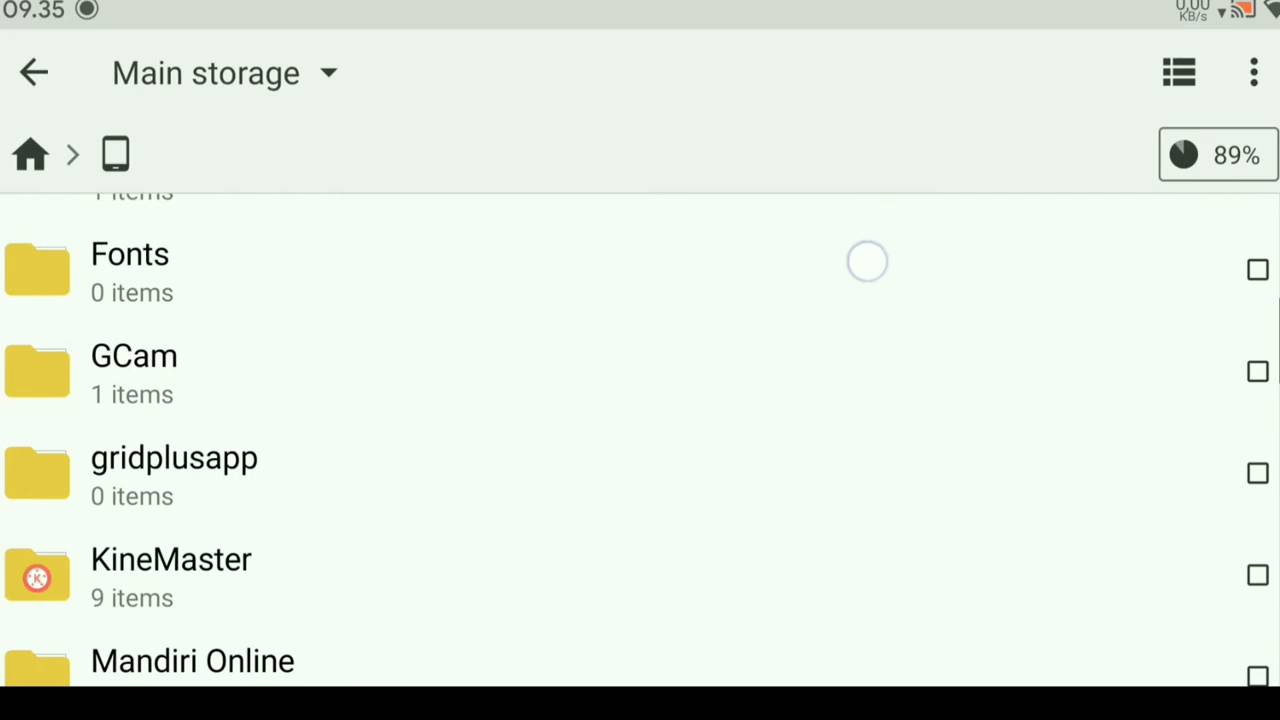 09.35
0,00
KB/s
Main storage
89%
items
Fonts
0 items
GCam
1 items
gridplusapp
0 items
KineMaster
9 items
Mandiri Online